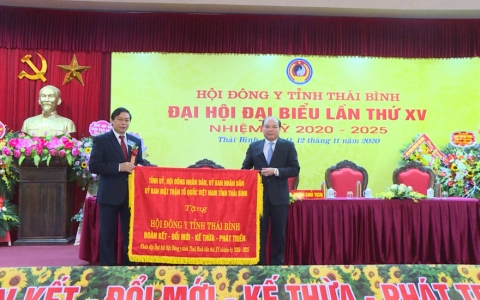 HỘI ĐÔNG Y TỈNH THÁI BÌNH
ĐẠI HỘI ĐẠI BIỂU LẦN THỨ XV
NHIỆM KỲ 2020 - 2025
Thái Bình, 12 tháng 11 năm 2020
TỈNH ỦY, HỘI ĐỒNG NHÂN DÂN, ỦY BAN NHÂN DÂN
ỦY BAN MẶT TRẬN TỔ QUỐC VIỆT NAM TỈNH THÁI BÌNH
Tặng
HỘI ĐÔNG Y TỈNH THÁI BÌNH
ĐOÀN KẾT - ĐỔI MỚI - KẾ THỪA - PHÁT TRIỂN
KẾT - ĐỔI MỚI - KẾ THỪA - PHÁT TR